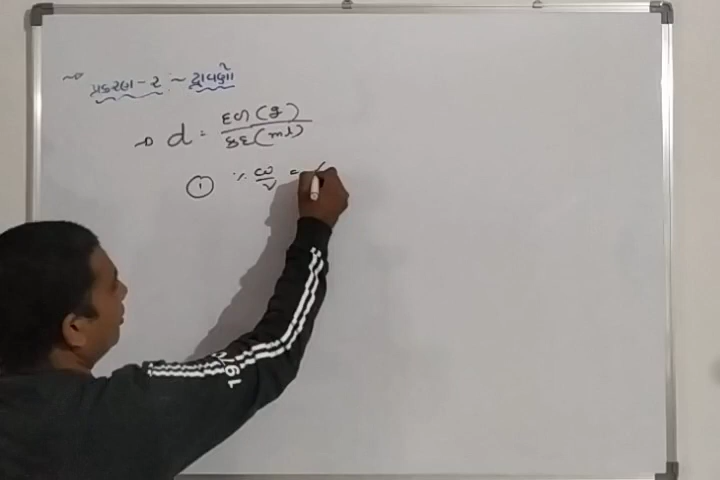 પ્રકરણ-૨ ~ દ્રાવણો
→ d = દળ(g) / કદ(ml)
① % w/v =